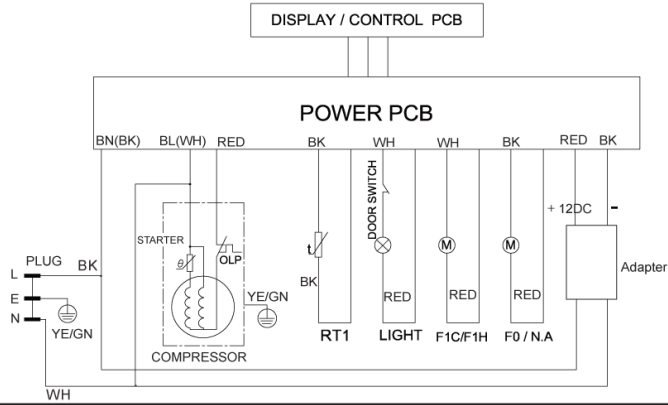 DISPLAY / CONTROL PCB
POWER PCB
BN(BK) BL(WH) RED BK WH WH BK RED BK
DOOR SWITCH
+ 12DC -
STARTER
θ
OLP
t
M
M
Adapter
PLUG
L
BK
E
N
YE/GN
YE/GN
BK
RED
RED
RED
RT1 LIGHT F1C/F1H F0 / N.A
COMPRESSOR
WH